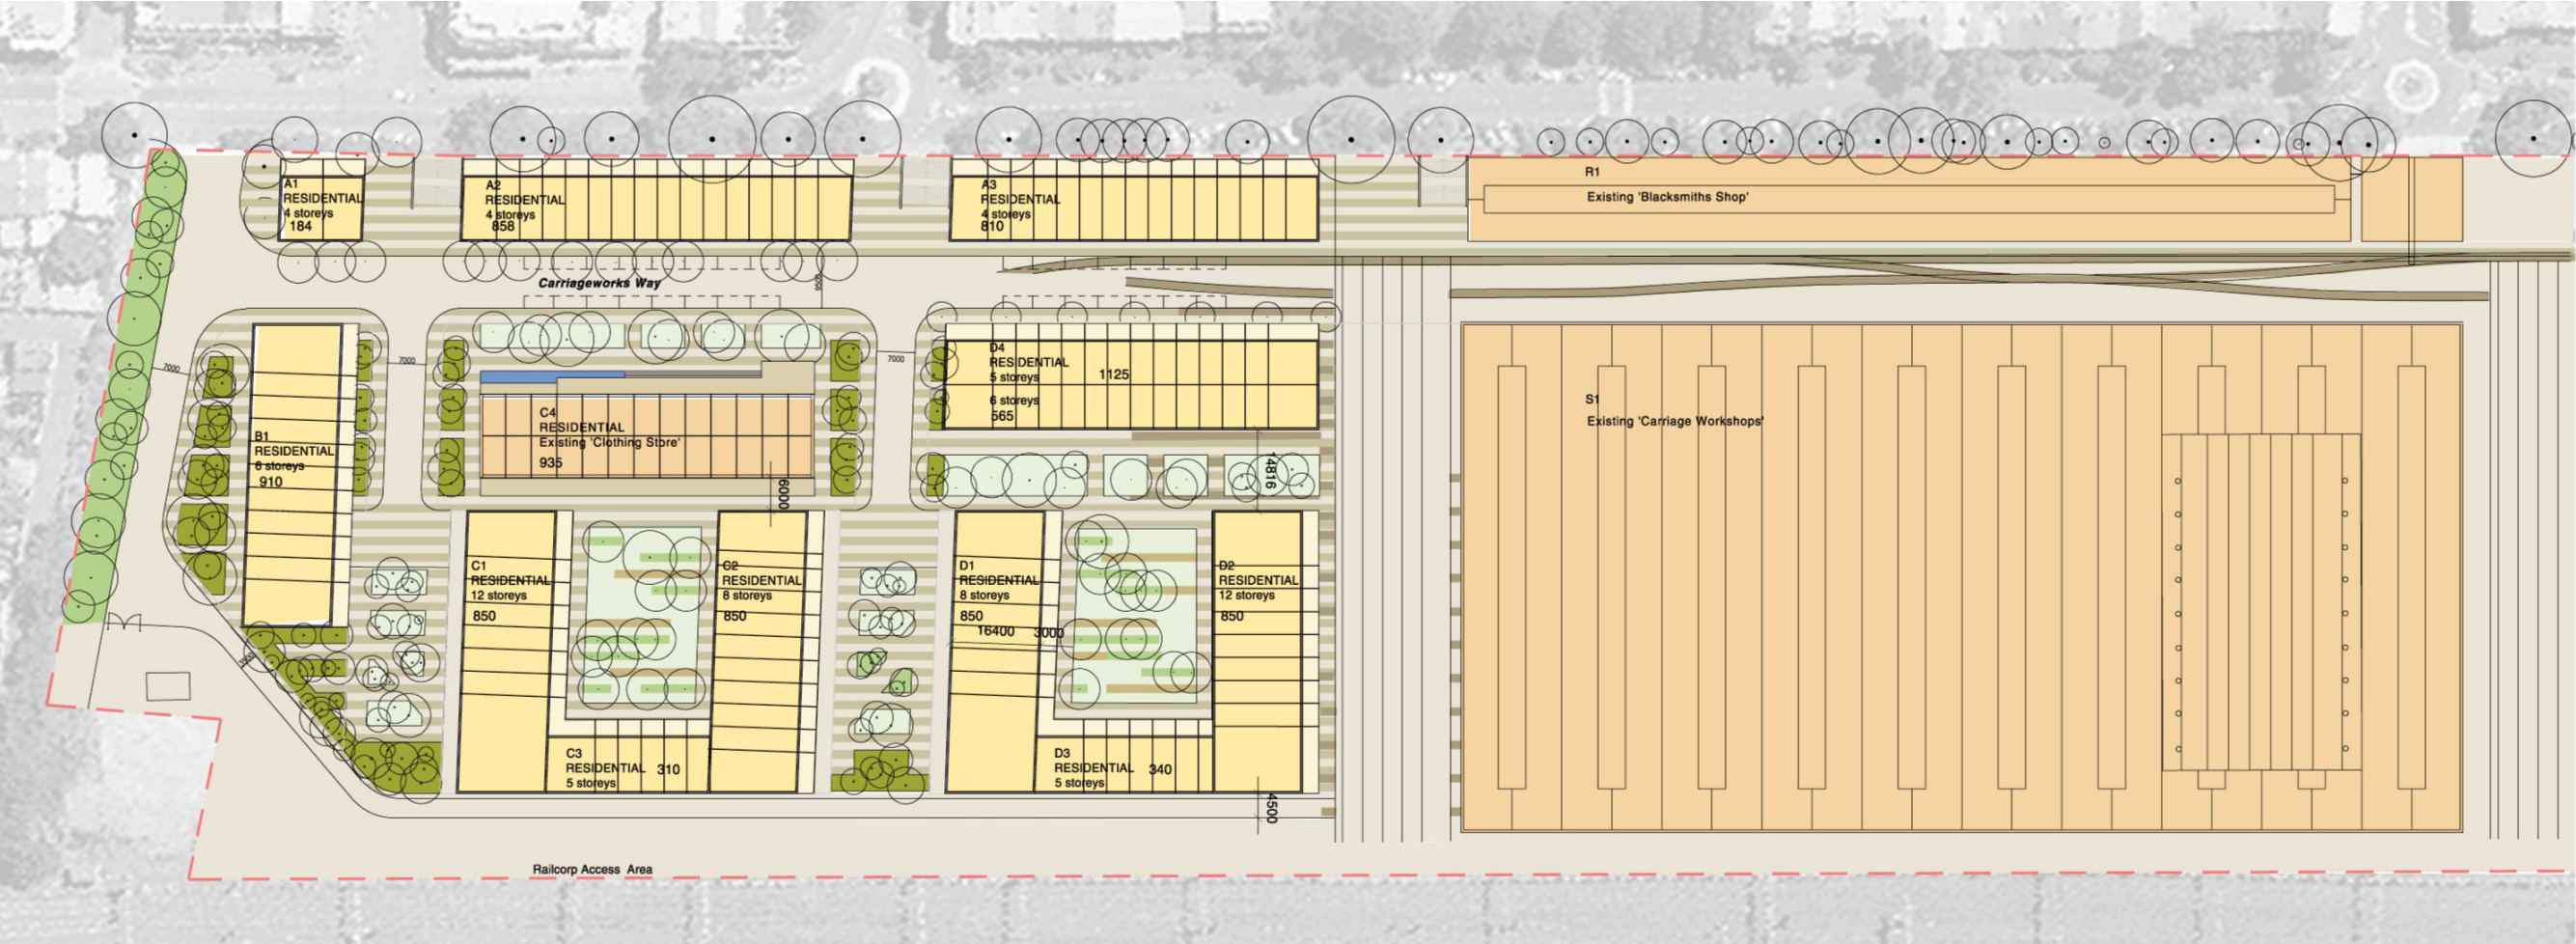 A1
RESIDENTIAL
4 storeys
184
A2
RESIDENTIAL
4 storeys
858
A3
RESIDENTIAL
4 storeys
810
R1
Existing 'Blacksmiths Shop'
Carriageworks Way
7000
7000
7000
B1
RESIDENTIAL
6 storeys
910
C4
RESIDENTIAL
Existing 'Clothing Store'
935
6000
D4
RESIDENTIAL
5 storeys
1125
6 storeys
565
14816
S1
Existing 'Carriage Workshops'
C1
RESIDENTIAL
12 storeys
850
C2
RESIDENTIAL
8 storeys
850
D1
RESIDENTIAL
8 storeys
850
16400
3000
D2
RESIDENTIAL
12 storeys
850
C3
RESIDENTIAL
310
5 storeys
D3
RESIDENTIAL
340
5 storeys
4500
Railcorp Access Area